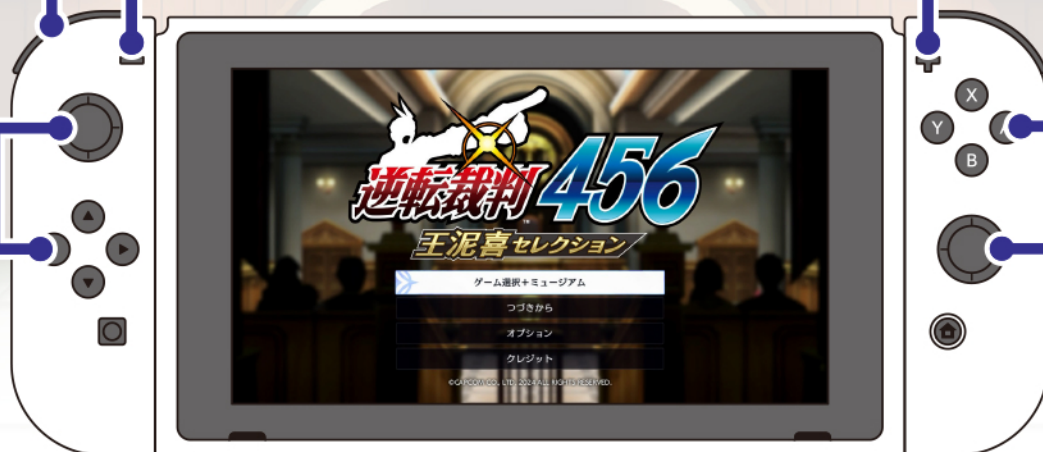 逆転裁判456
™
王泥喜セレクション
ゲーム選択+ミュージアム
つづきから
オプション
クレジット
©CAPCOM CO., LTD. 2024 ALL RIGHTS RESERVED.
X
Y
A
B